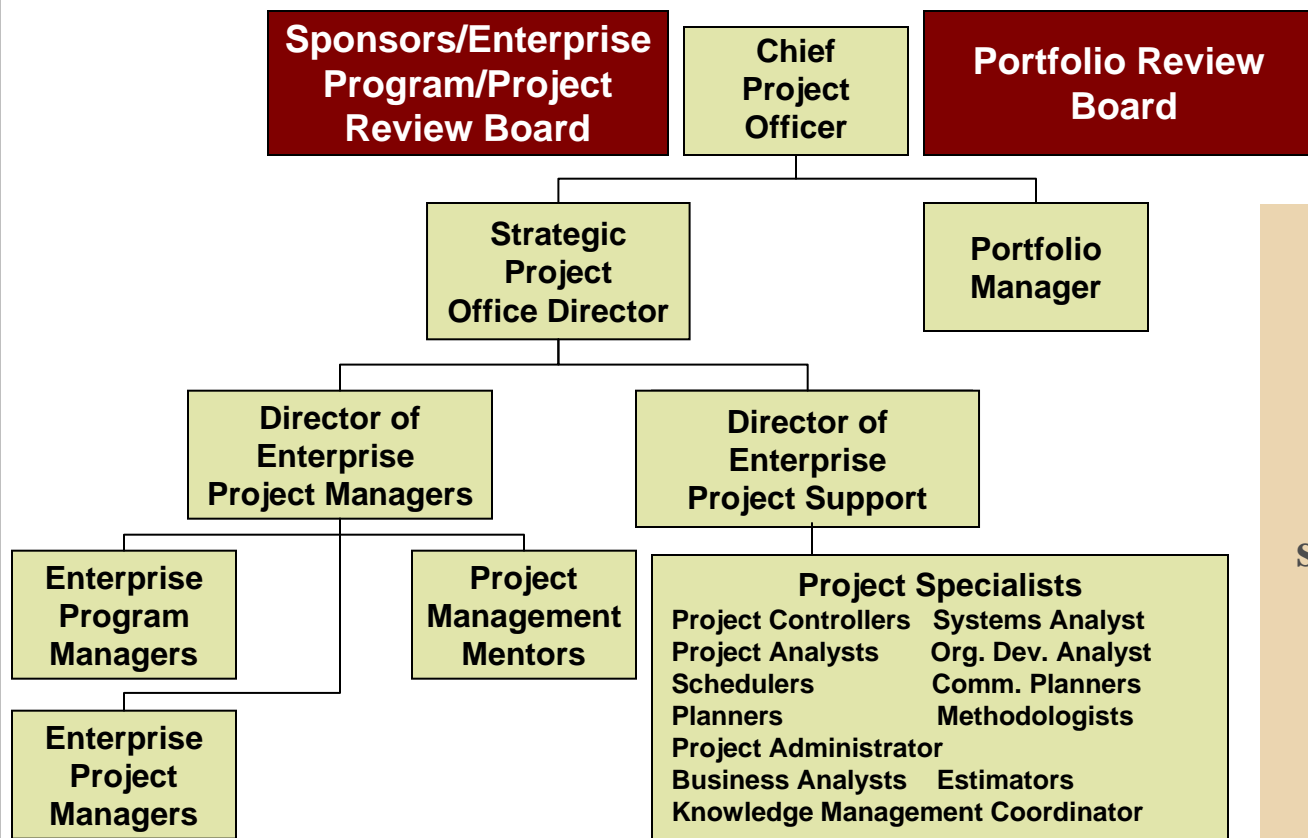 Sponsors/Enterprise
Program/Project
Review Board
Chief
Project
Officer
Portfolio Review
Board
Strategic
Project
Office Director
Portfolio
Manager
Director of
Enterprise
Project Managers
Director of
Enterprise
Project Support
Enterprise
Program
Managers
Project
Management
Mentors
Enterprise
Project
Managers
Project Specialists
Project Controllers Systems Analyst
Project Analysts Org. Dev. Analyst
Schedulers Comm. Planners
Planners Methodologists
Project Administrator
Business Analysts Estimators
Knowledge Management Coordinator